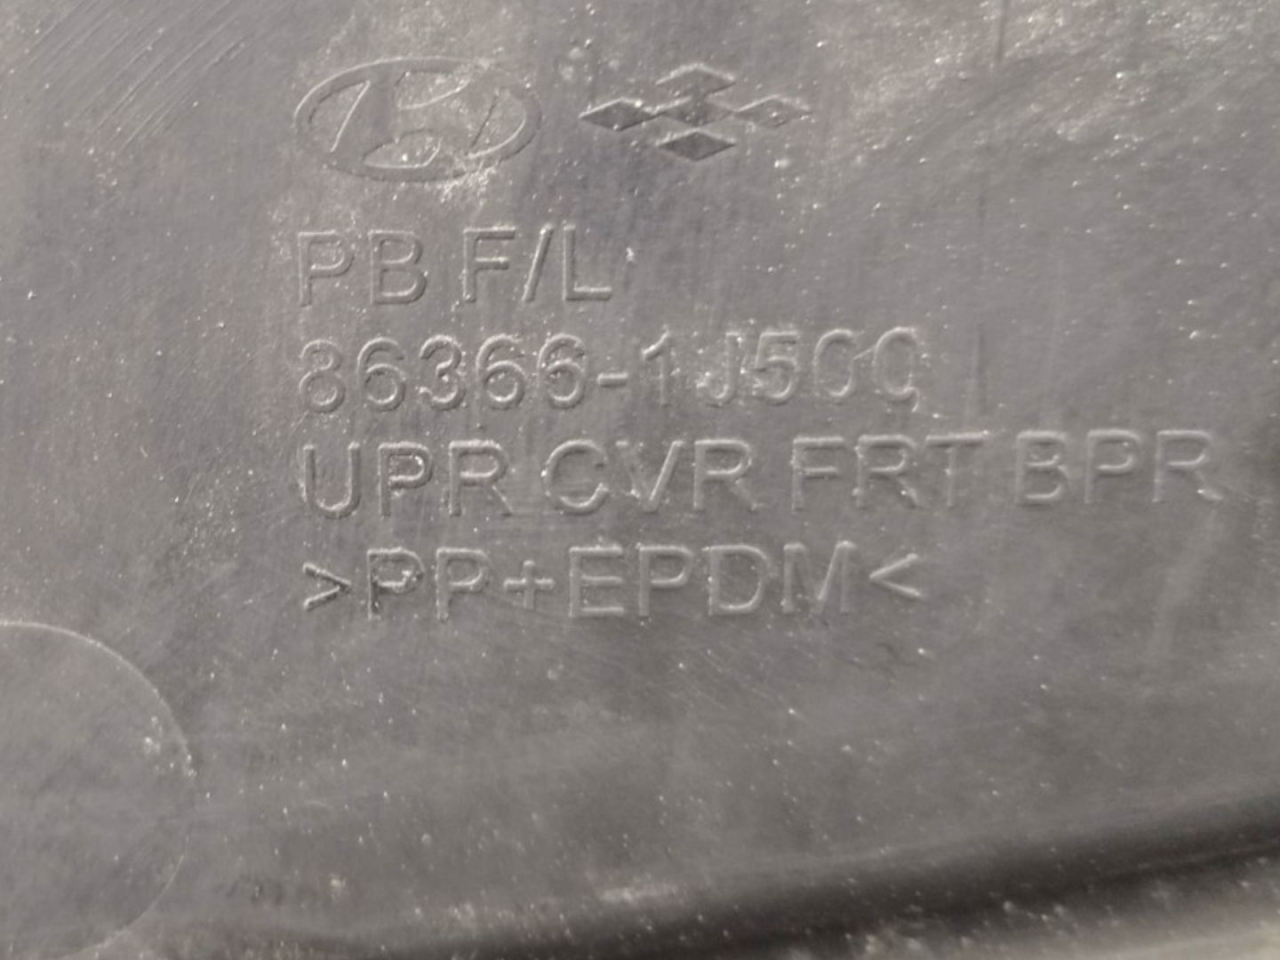 PB F/L
86366-1J500
UPR CVR FRT BPR
>PP+EPDM<